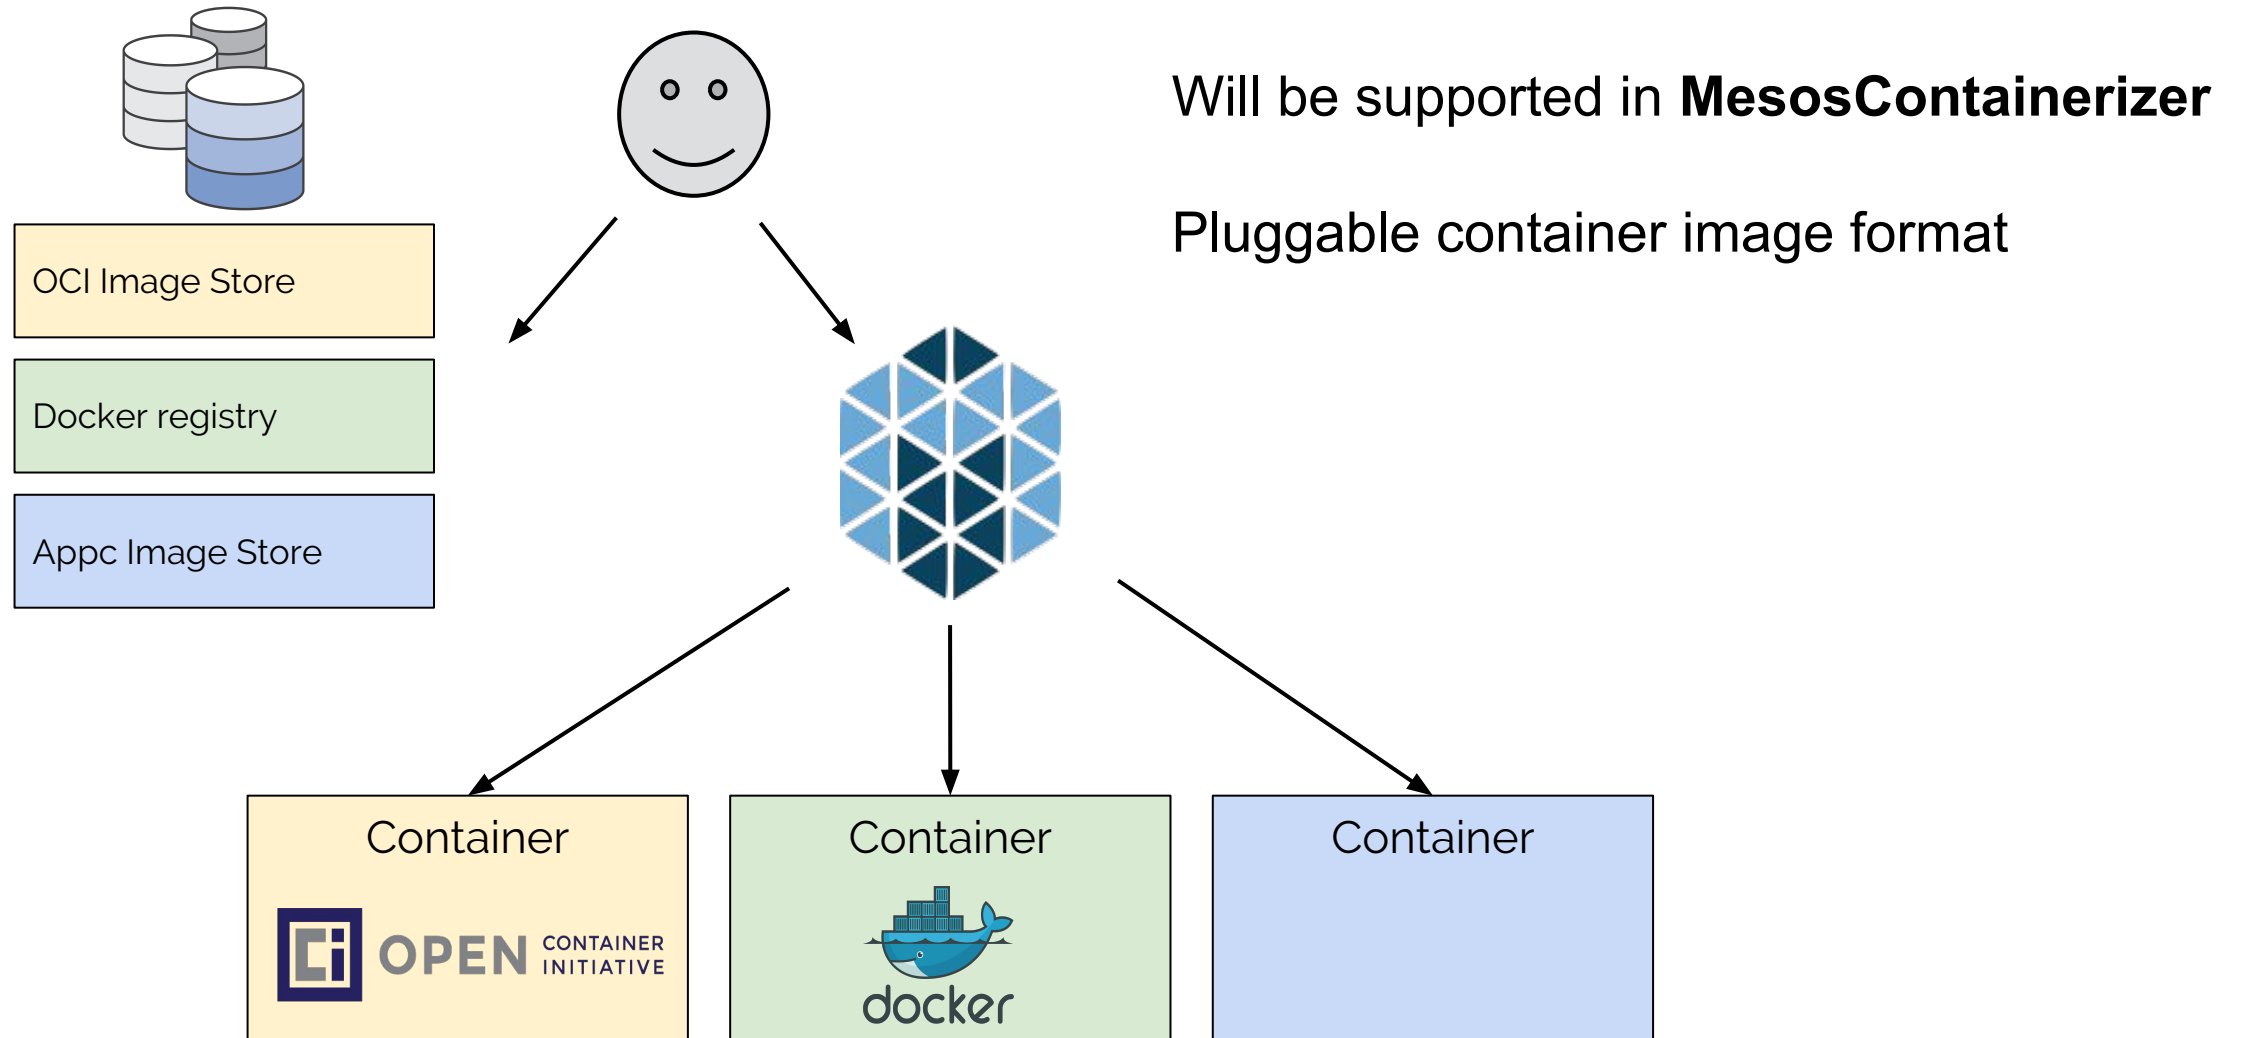 Will be supported in MesosContainerizer
Pluggable container image format
OCI Image Store
Docker registry
Appc Image Store
Container
Ci OPEN CONTAINER
INITIATIVE
Container
docker
Container